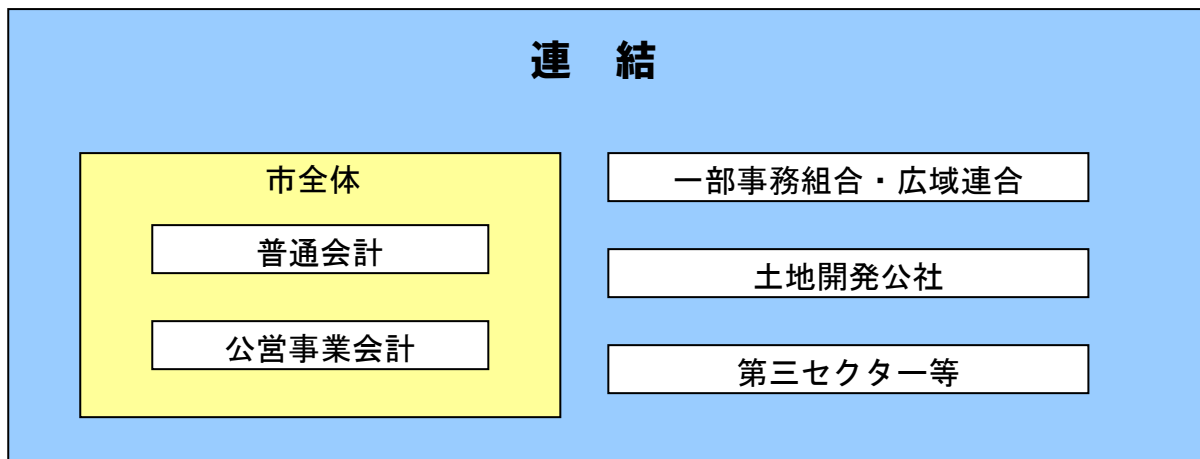 連　結
市全体
普通会計
公営事業会計
一部事務組合・広域連合
土地開発公社
第三セクター等